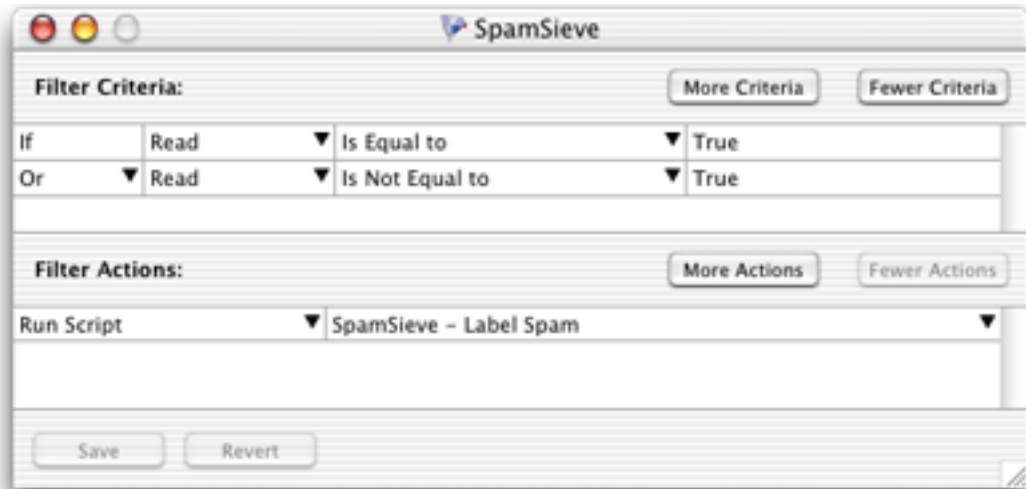 SpamSieve
Filter Criteria: More Criteria Fewer Criteria
If Read Is Equal to True
Or Read Is Not Equal to True
Filter Actions: More Actions Fewer Actions
Run Script SpamSieve – Label Spam
Save Revert